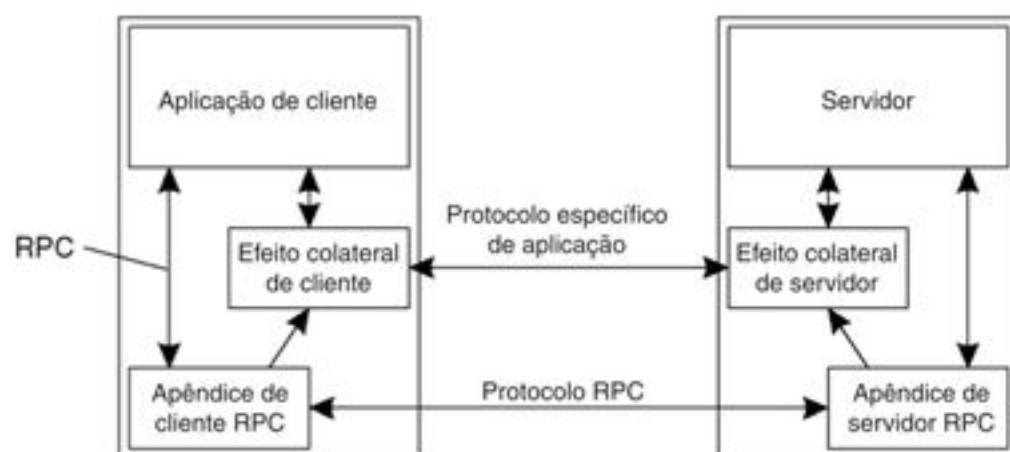 Aplicação de cliente
Servidor
RPC
Efeito colateral
de cliente
Protocolo específico
de aplicação
Efeito colateral
de servidor
Apêndice de
cliente RPC
Protocolo RPC
Apêndice de
servidor RPC